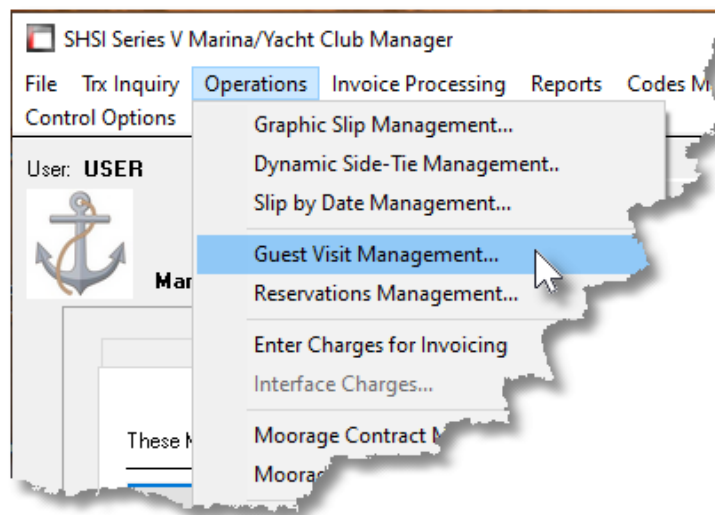 SHSI Series V Marina/Yacht Club Manager
File Trx Inquiry Operations Invoice Processing Reports Codes
Control Options
Graphic Slip Management...
User: USER
Dynamic Side-Tie Management..
Slip by Date Management...
Guest Visit Management...
Reservations Management...
Enter Charges for Invoicing
Interface Charges...
These
Moorage Contract